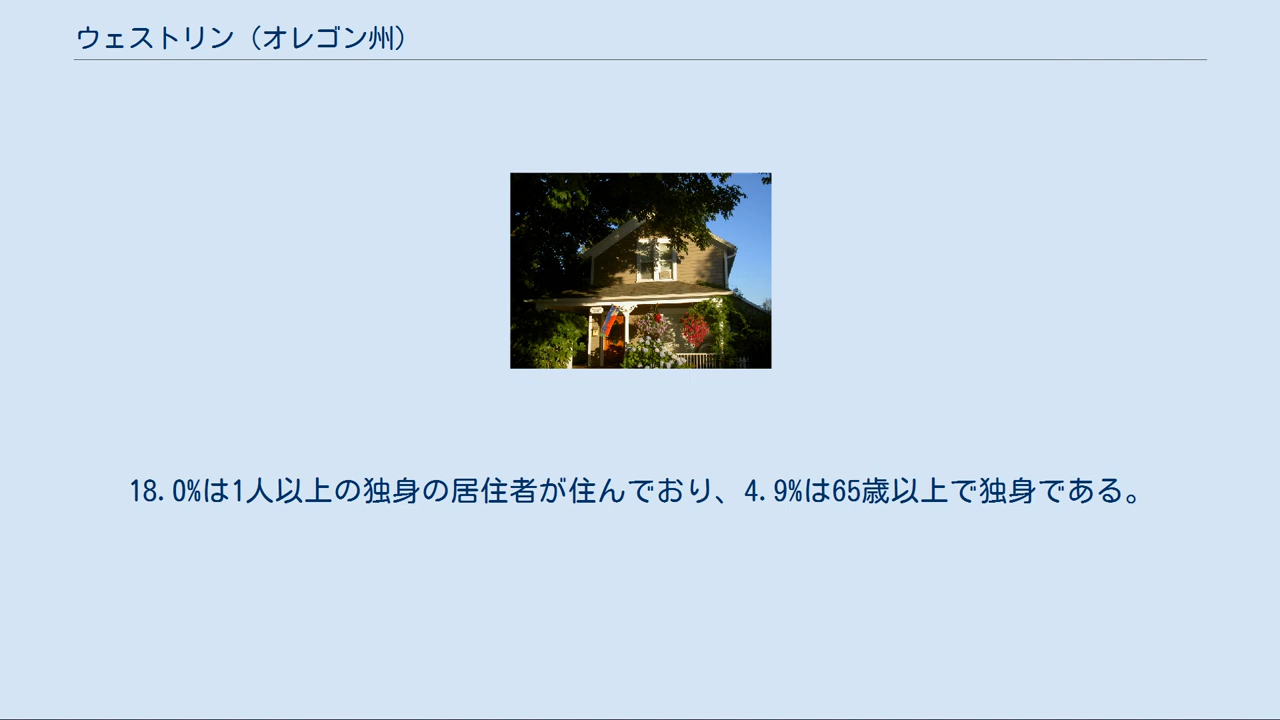 ウェストリン（オレゴン州）
18.0%は1人以上の独身の居住者が住んでおり、4.9%は65歳以上で独身である。